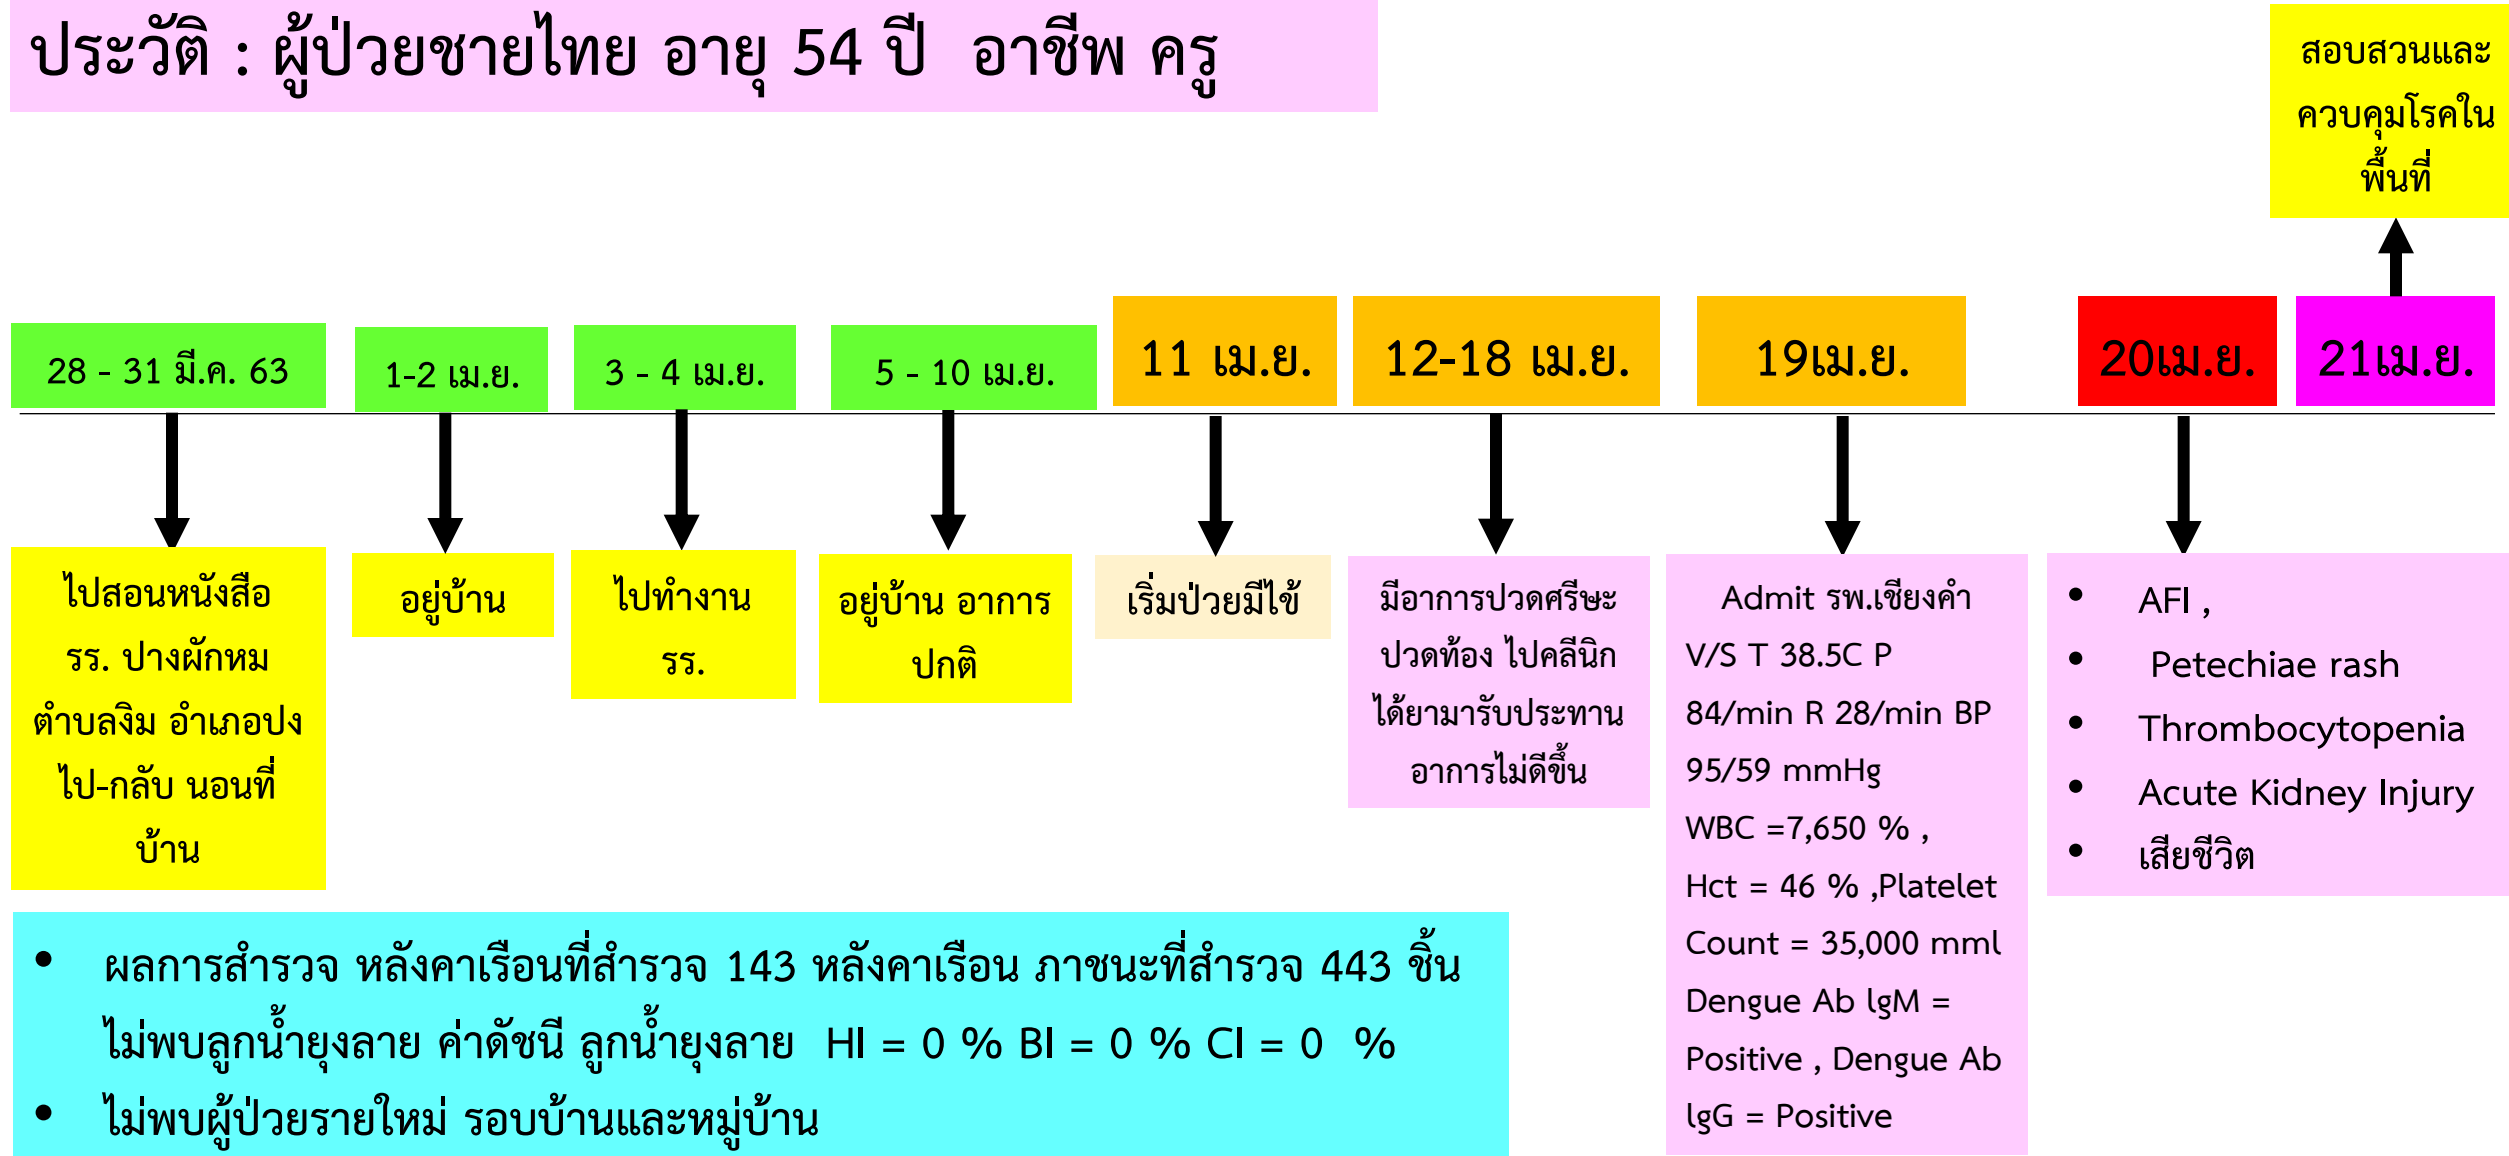 ประวัติ : ผู้ป่วยชายไทย อายุ 54 ปี อาชีพ ครู
สอบสวนและ
ควบคุมโรคใน
พื้นที่
28 - 31 มี.ค. 63
1-2 เม.ย.
3 - 4 เม.ย.
5 - 10 เม.ย.
11 เม.ย.
12-18 เม.ย.
19เม.ย.
20เม.ย.
21เม.ย.
ไปสอนหนังสือ
รร. ปางผักหม
ตำบลงิม อำเภอปง
ไป-กลับ นอนที่
บ้าน
อยู่บ้าน
ไปทำงาน
รร.
อยู่บ้าน อาการ
ปกติ
เริ่มป่วยมีไข้
มีอาการปวดศรีษะ
ปวดท้อง ไปคลีนิก
ได้ยามารับประทาน
อาการไม่ดีขึ้น
Admit รพ.เชียงคำ
V/S T 38.5C P
84/min R 28/min BP
95/59 mmHg
WBC =7,650 % ,
Hct = 46 % ,Platelet
Count = 35,000 mml
Dengue Ab lgM =
Positive , Dengue Ab
lgG = Positive
• AFI ,
• Petechiae rash
• Thrombocytopenia
• Acute Kidney Injury
• เสียชีวิต
• ผลการสำรวจ หลังคาเรือนที่สำรวจ 143 หลังคาเรือน ภาชนะที่สำรวจ 443 ชิ้น
ไม่พบลูกน้ำยุงลาย ค่าดัชนี ลูกน้ำยุงลาย HI = 0 % BI = 0 % CI = 0 %
• ไม่พบผู้ป่วยรายใหม่ รอบบ้านและหมู่บ้าน